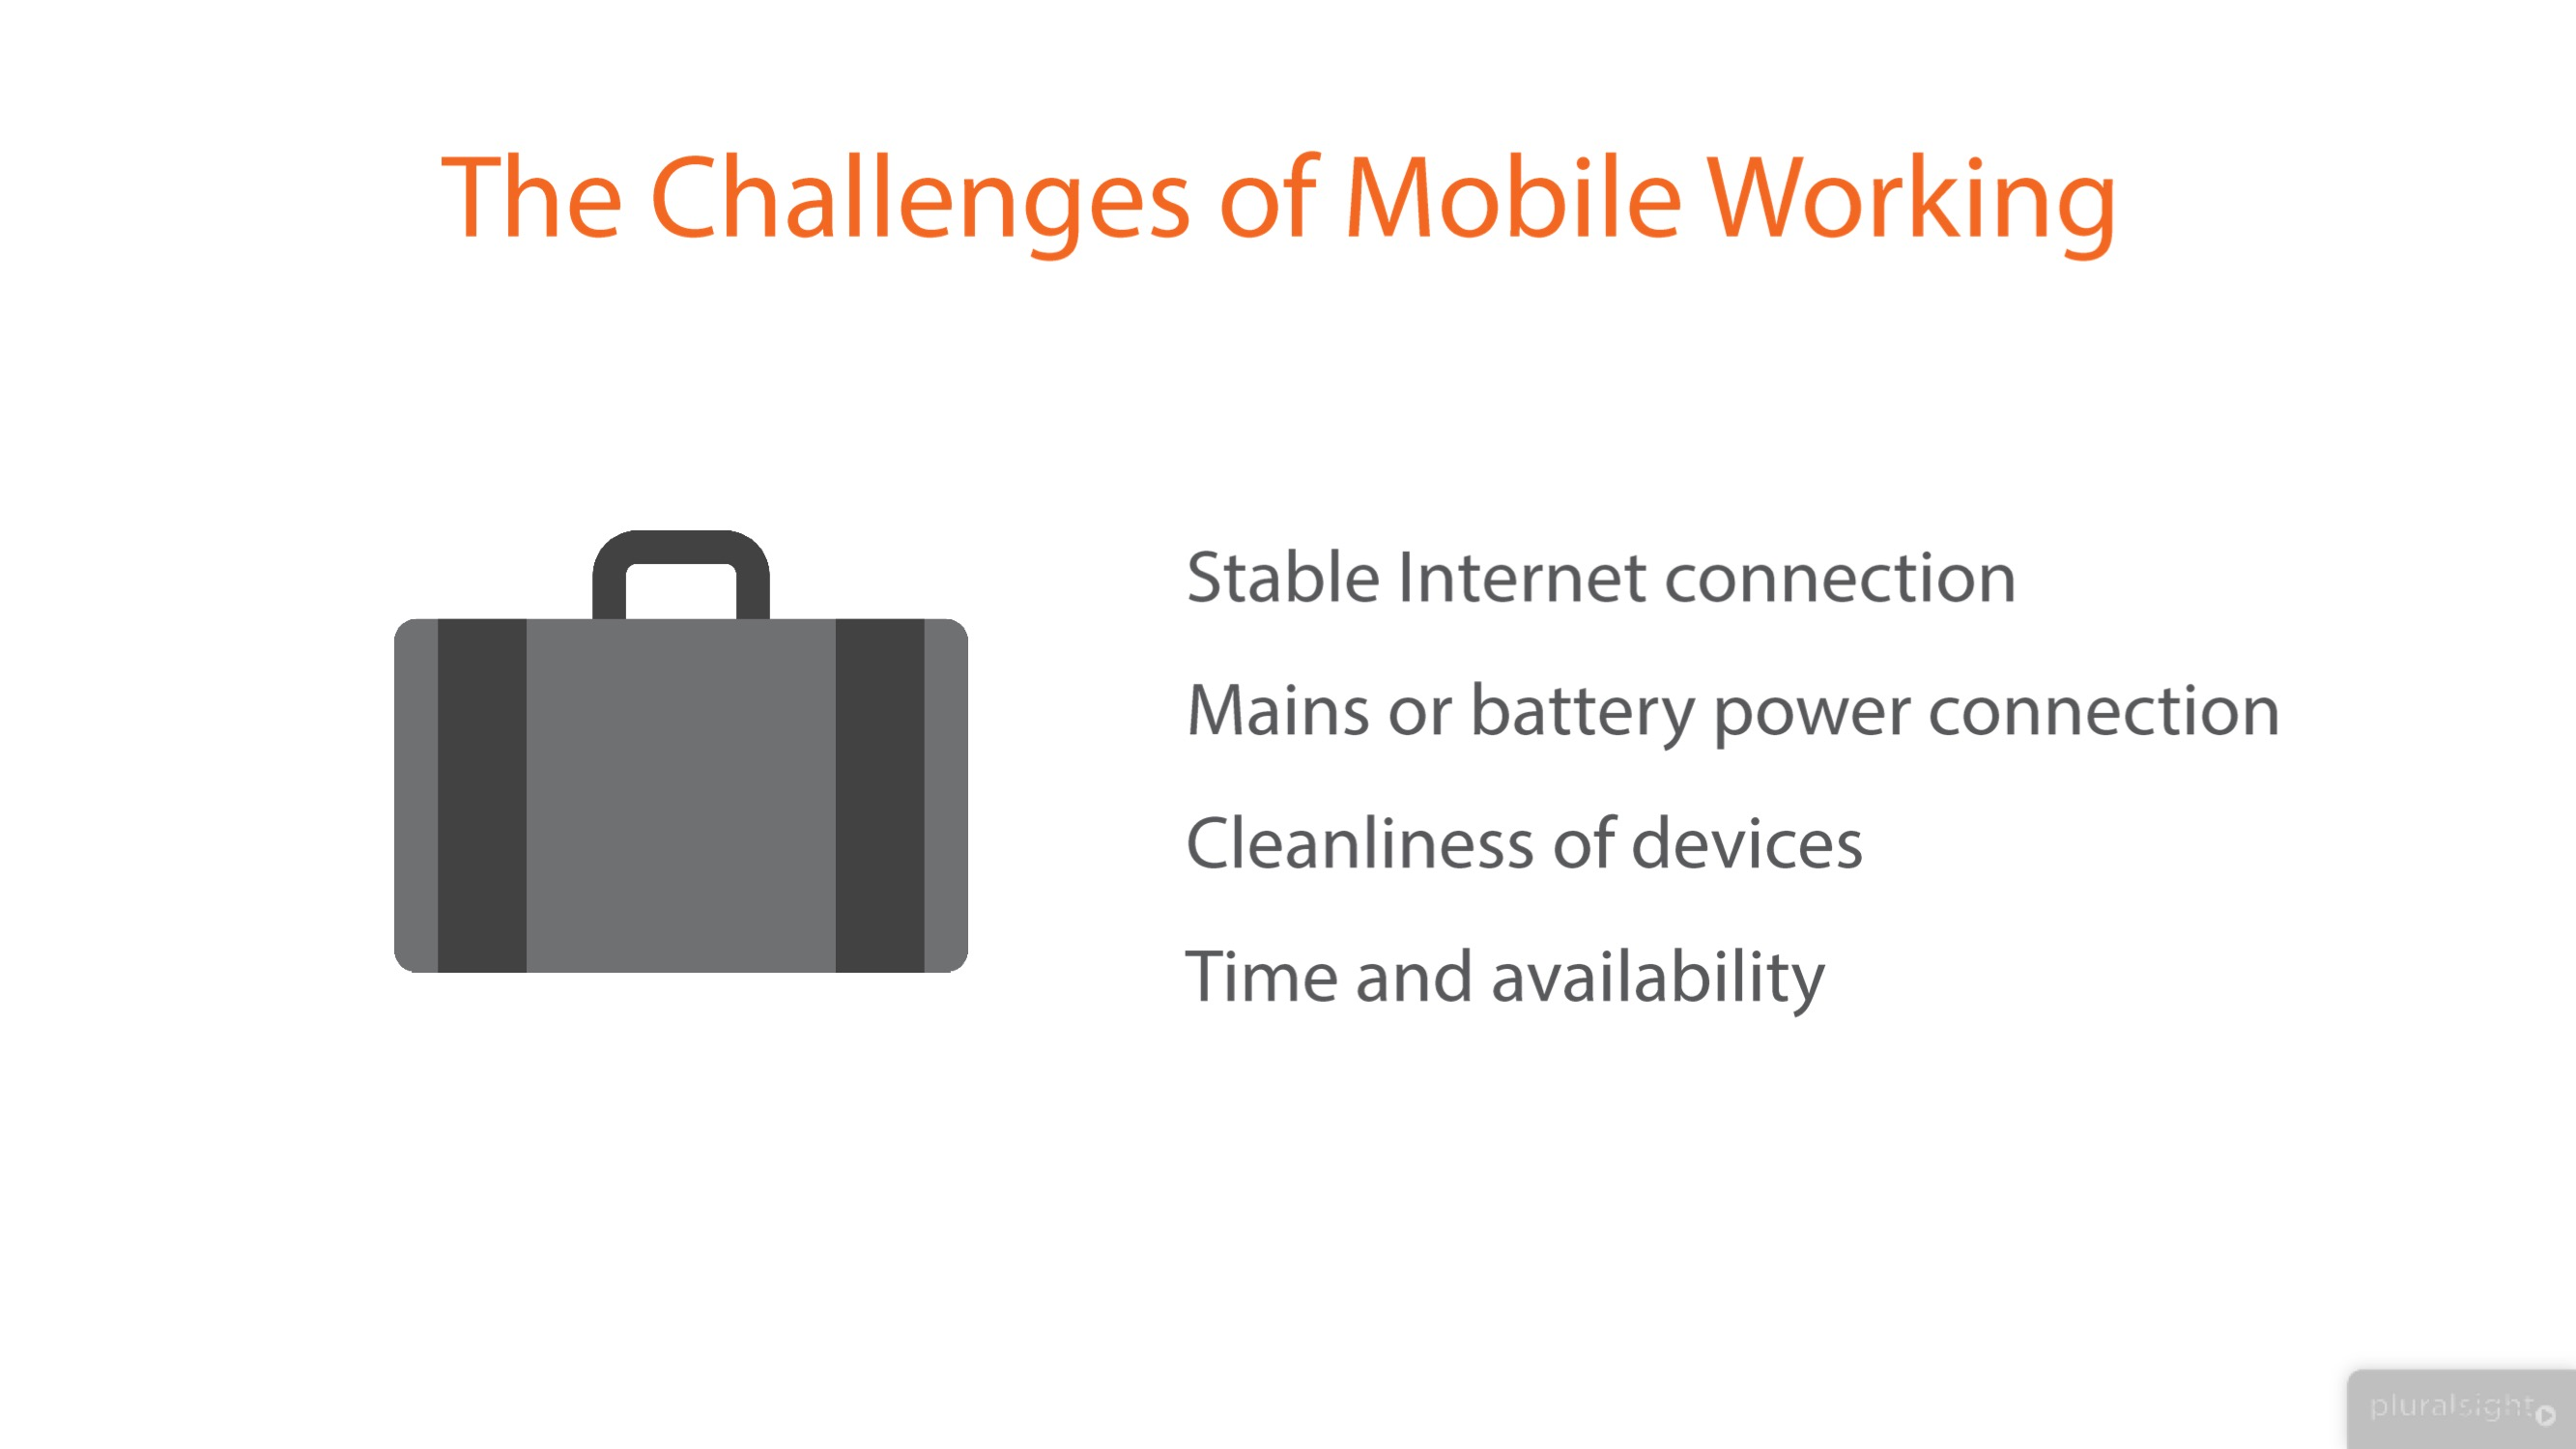 The Challenges of Mobile Working
Stable Internet connection
Mains or battery power connection
Cleanliness of devices
Time and availability
pluralsight